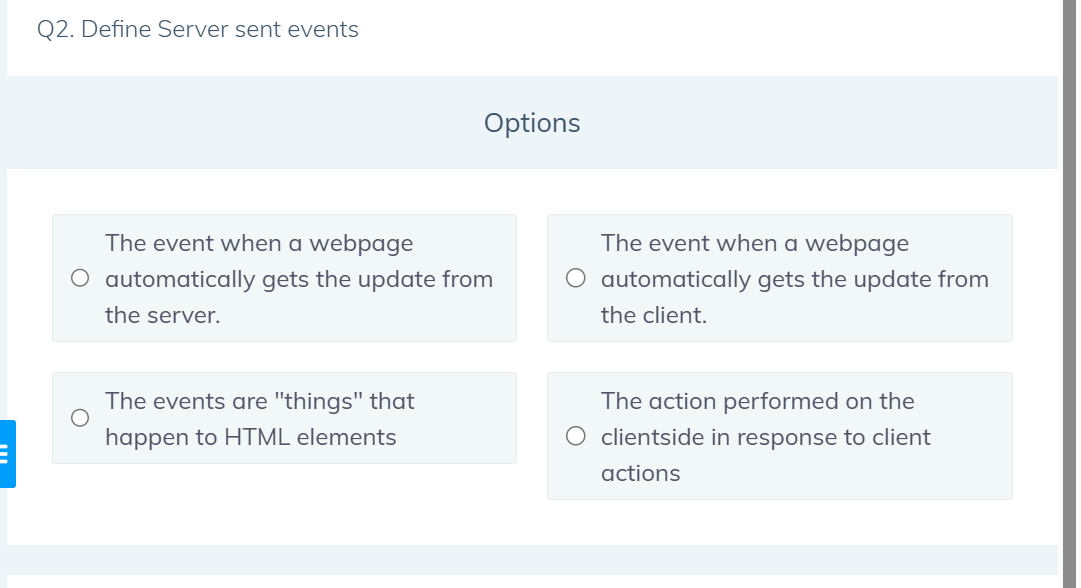 Q2. Define Server sent events
Options
The event when a webpage
automatically gets the update from
the server.
The event when a webpage
automatically gets the update from
the client.
The events are "things" that
happen to HTML elements
The action performed on the
clientside in response to client
actions